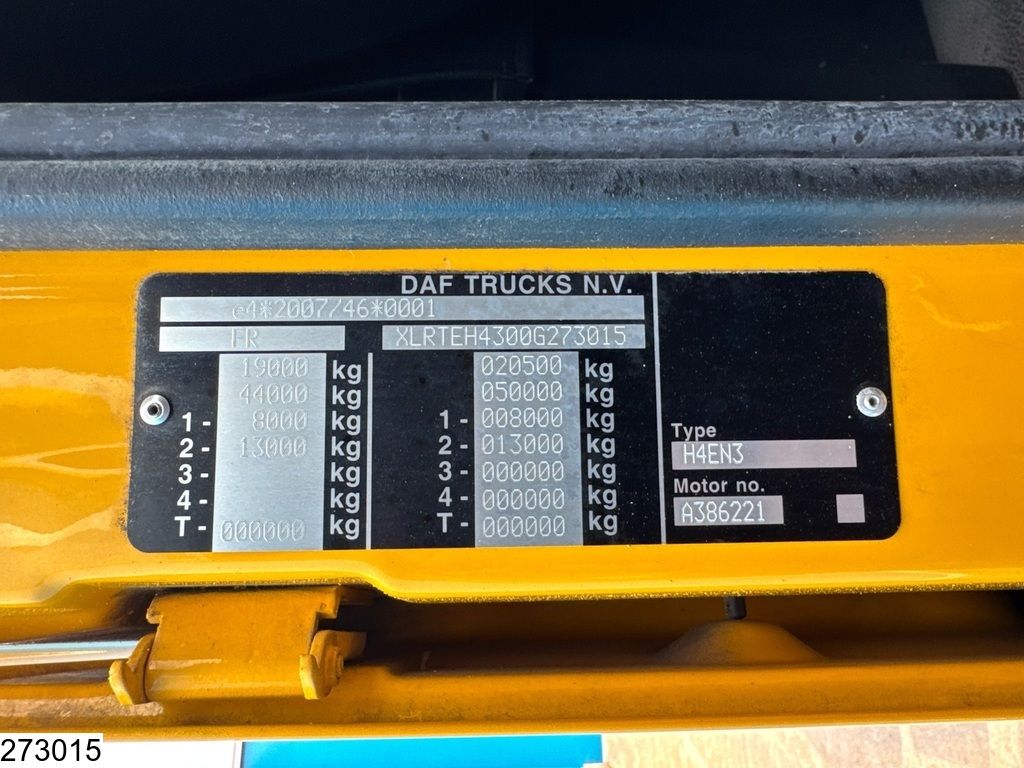 DAF TRUCKS N.V.
e4*2007/46*0001
FR XLRTEH4300G273015
19000 kg 020500 kg
44000 kg 050000 kg
1- 8000 kg 1- 008000 kg
2- 13000 kg 2- 013000 kg
3- kg 3- 000000 kg
4- kg 4- 000000 kg
T- 000000 kg T- 000000 kg
Type
H4EN3
Motor no.
A386221
273015